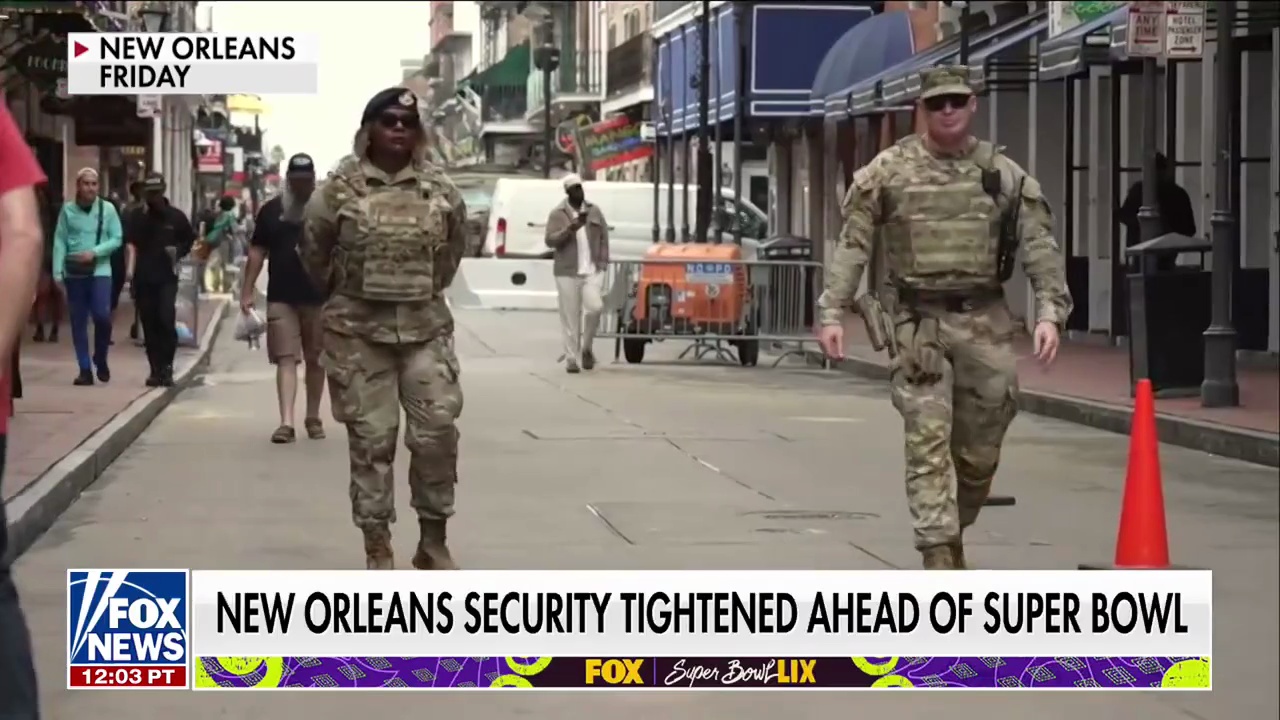 NEW ORLEANS
FRIDAY
ANY
TIME
HOTEL
PASSENGER
ZONE
NOPD
FOX
NEWS
12:03 PT
NEW ORLEANS SECURITY TIGHTENED AHEAD OF SUPER BOWL
FOX Super Bowl LIX